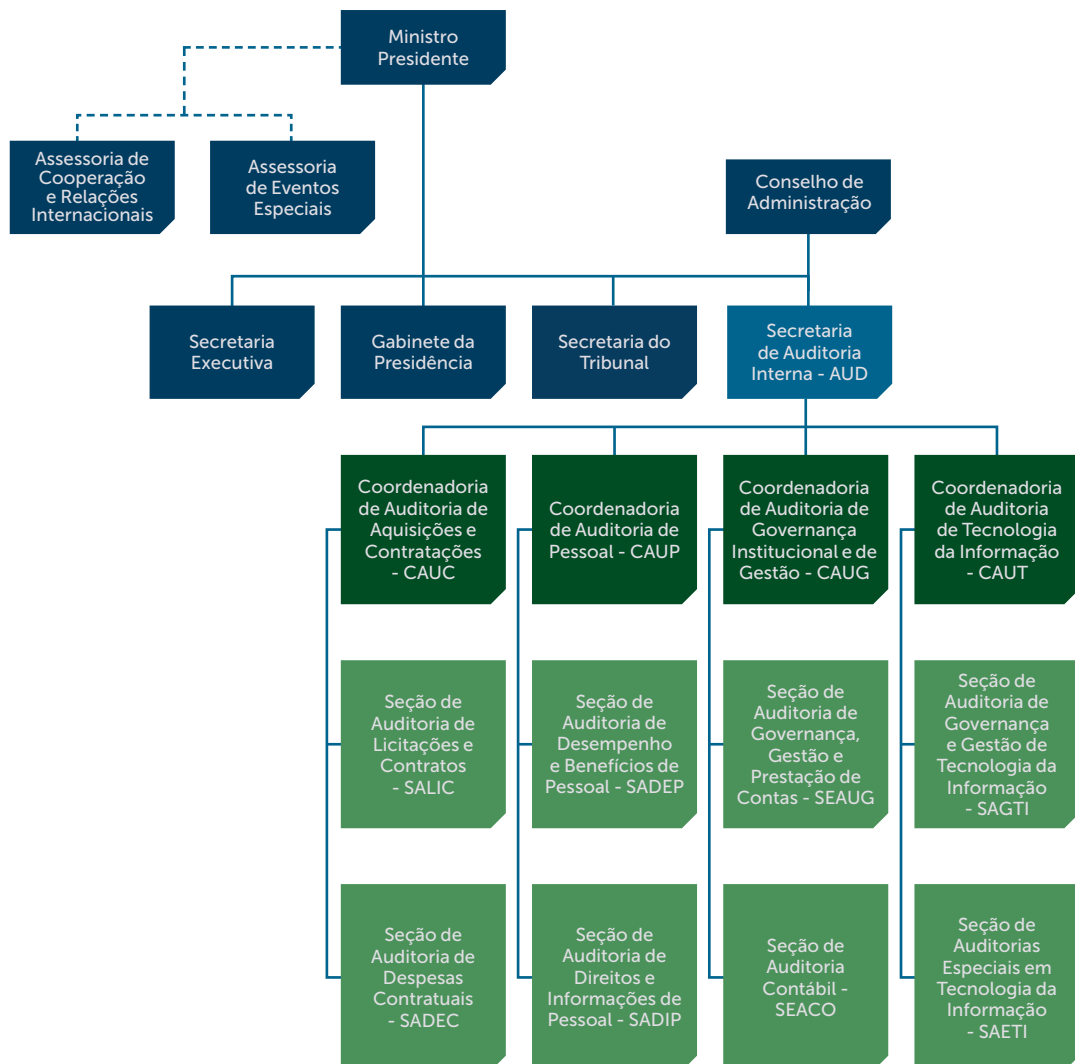 Ministro
Presidente
Assessoria de
Cooperação
e Relações
Internacionais
Assessoria
de Eventos
Especiais
Conselho de
Administração
Secretaria
Executiva
Gabinete da
Presidência
Secretaria do
Tribunal
Secretaria
de Auditoria
Interna - AUD
Coordenadoria
de Auditoria de
Aquisições e
Contratações
- CAUC
Coordenadoria
de Auditoria de
Pessoal - CAUP
Coordenadoria
de Auditoria de
Governança
Institucional e de
Gestão - CAUG
Coordenadoria
de Auditoria
de Tecnologia
da Informação
- CAUT
Seção de
Auditoria de
Licitações e
Contratos
- SALIC
Seção de
Auditoria de
Desempenho
e Benefícios de
Pessoal - SADEP
Seção de
Auditoria de
Governança,
Gestão e
Prestação de
Contas - SEAUG
Seção de
Auditoria de
Governança
e Gestão de
Tecnologia da
Informação
- SAGTI
Seção de
Auditoria de
Despesas
Contratuais
- SADEC
Seção de
Auditoria de
Direitos e
Informações de
Pessoal - SADIP
Seção de
Auditoria
Contábil -
SEACO
Seção de
Auditorias
Especiais em
Tecnologia da
Informação
- SAETI